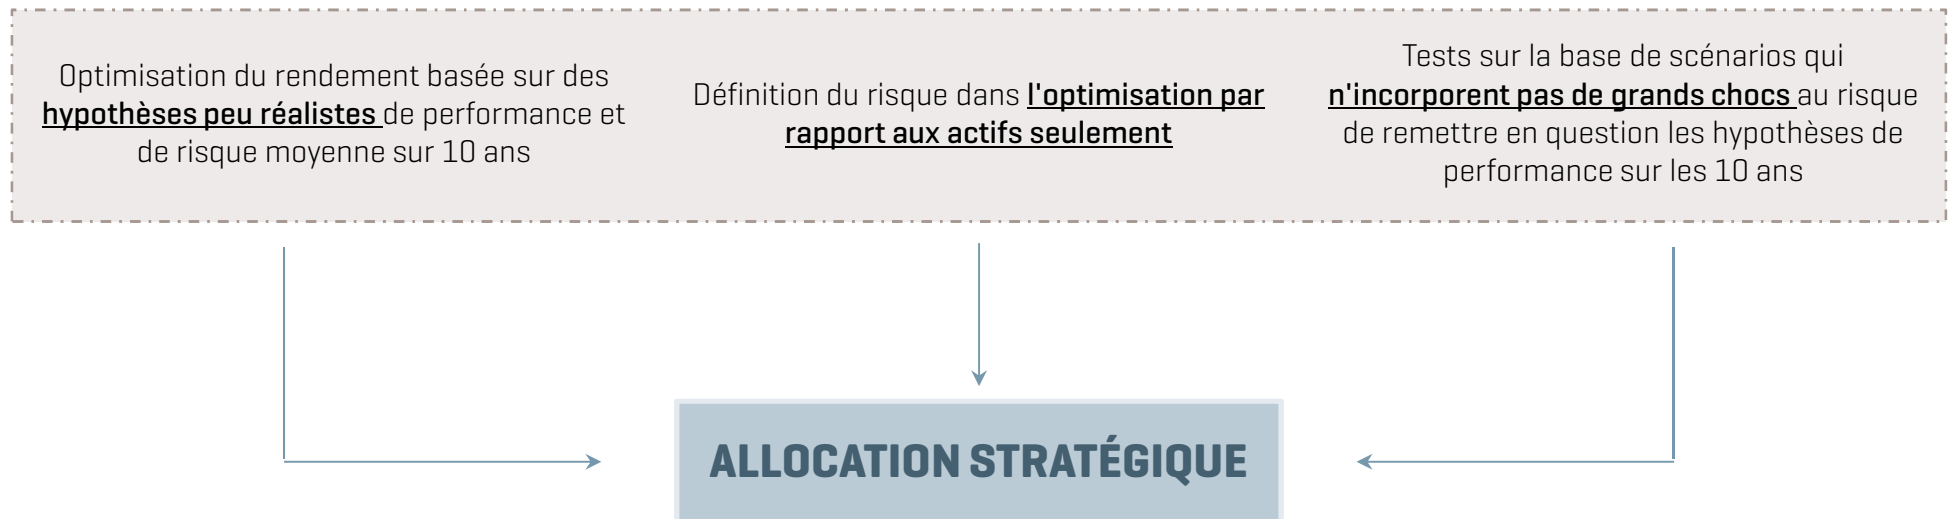 Optimisation du rendement basée sur des
hypothèses peu réalistes de performance et
de risque moyenne sur 10 ans
Définition du risque dans l'optimisation par
rapport aux actifs seulement
Tests sur la base de scénarios qui
n'incorporent pas de grands chocs au risque
de remettre en question les hypothèses de
performance sur les 10 ans
ALLOCATION STRATÉGIQUE